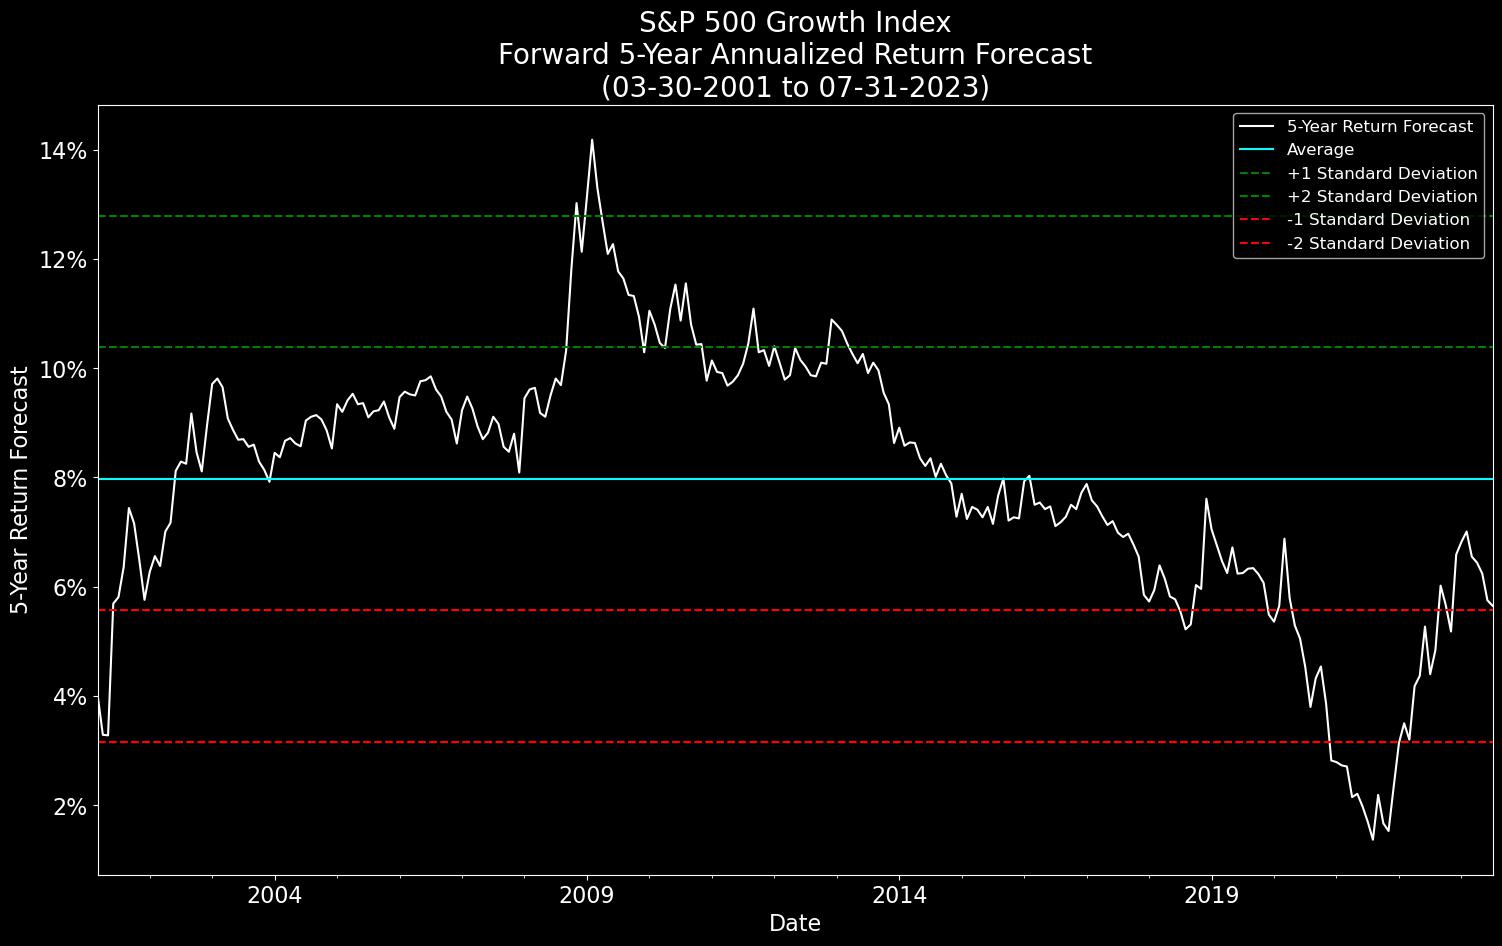 S&P 500 Growth Index
Forward 5-Year Annualized Return Forecast
(03-30-2001 to 07-31-2023)
5-Year Return Forecast
Average
+1 Standard Deviation
+2 Standard Deviation
-1 Standard Deviation
-2 Standard Deviation
14%
12%
10%
8%
6%
4%
2%
5-Year Return Forecast
2004
2009
2014
2019
Date